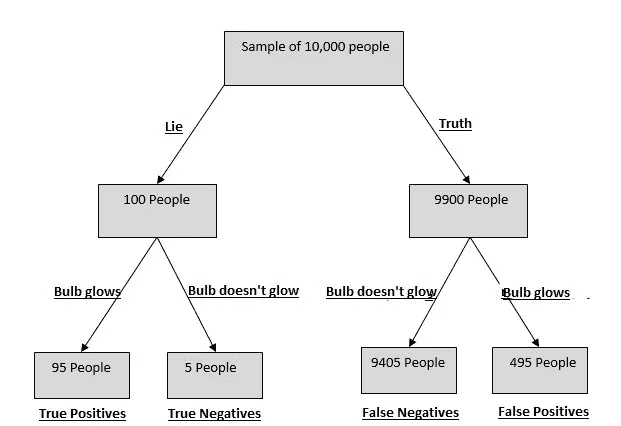 Sample of 10,000 people
Lie
Truth
100 People
9900 People
Bulb glows
Bulb doesn't glow
Bulb doesn't glow
Bulb glows
95 People
5 People
9405 People
495 People
True Positives
True Negatives
False Negatives
False Positives